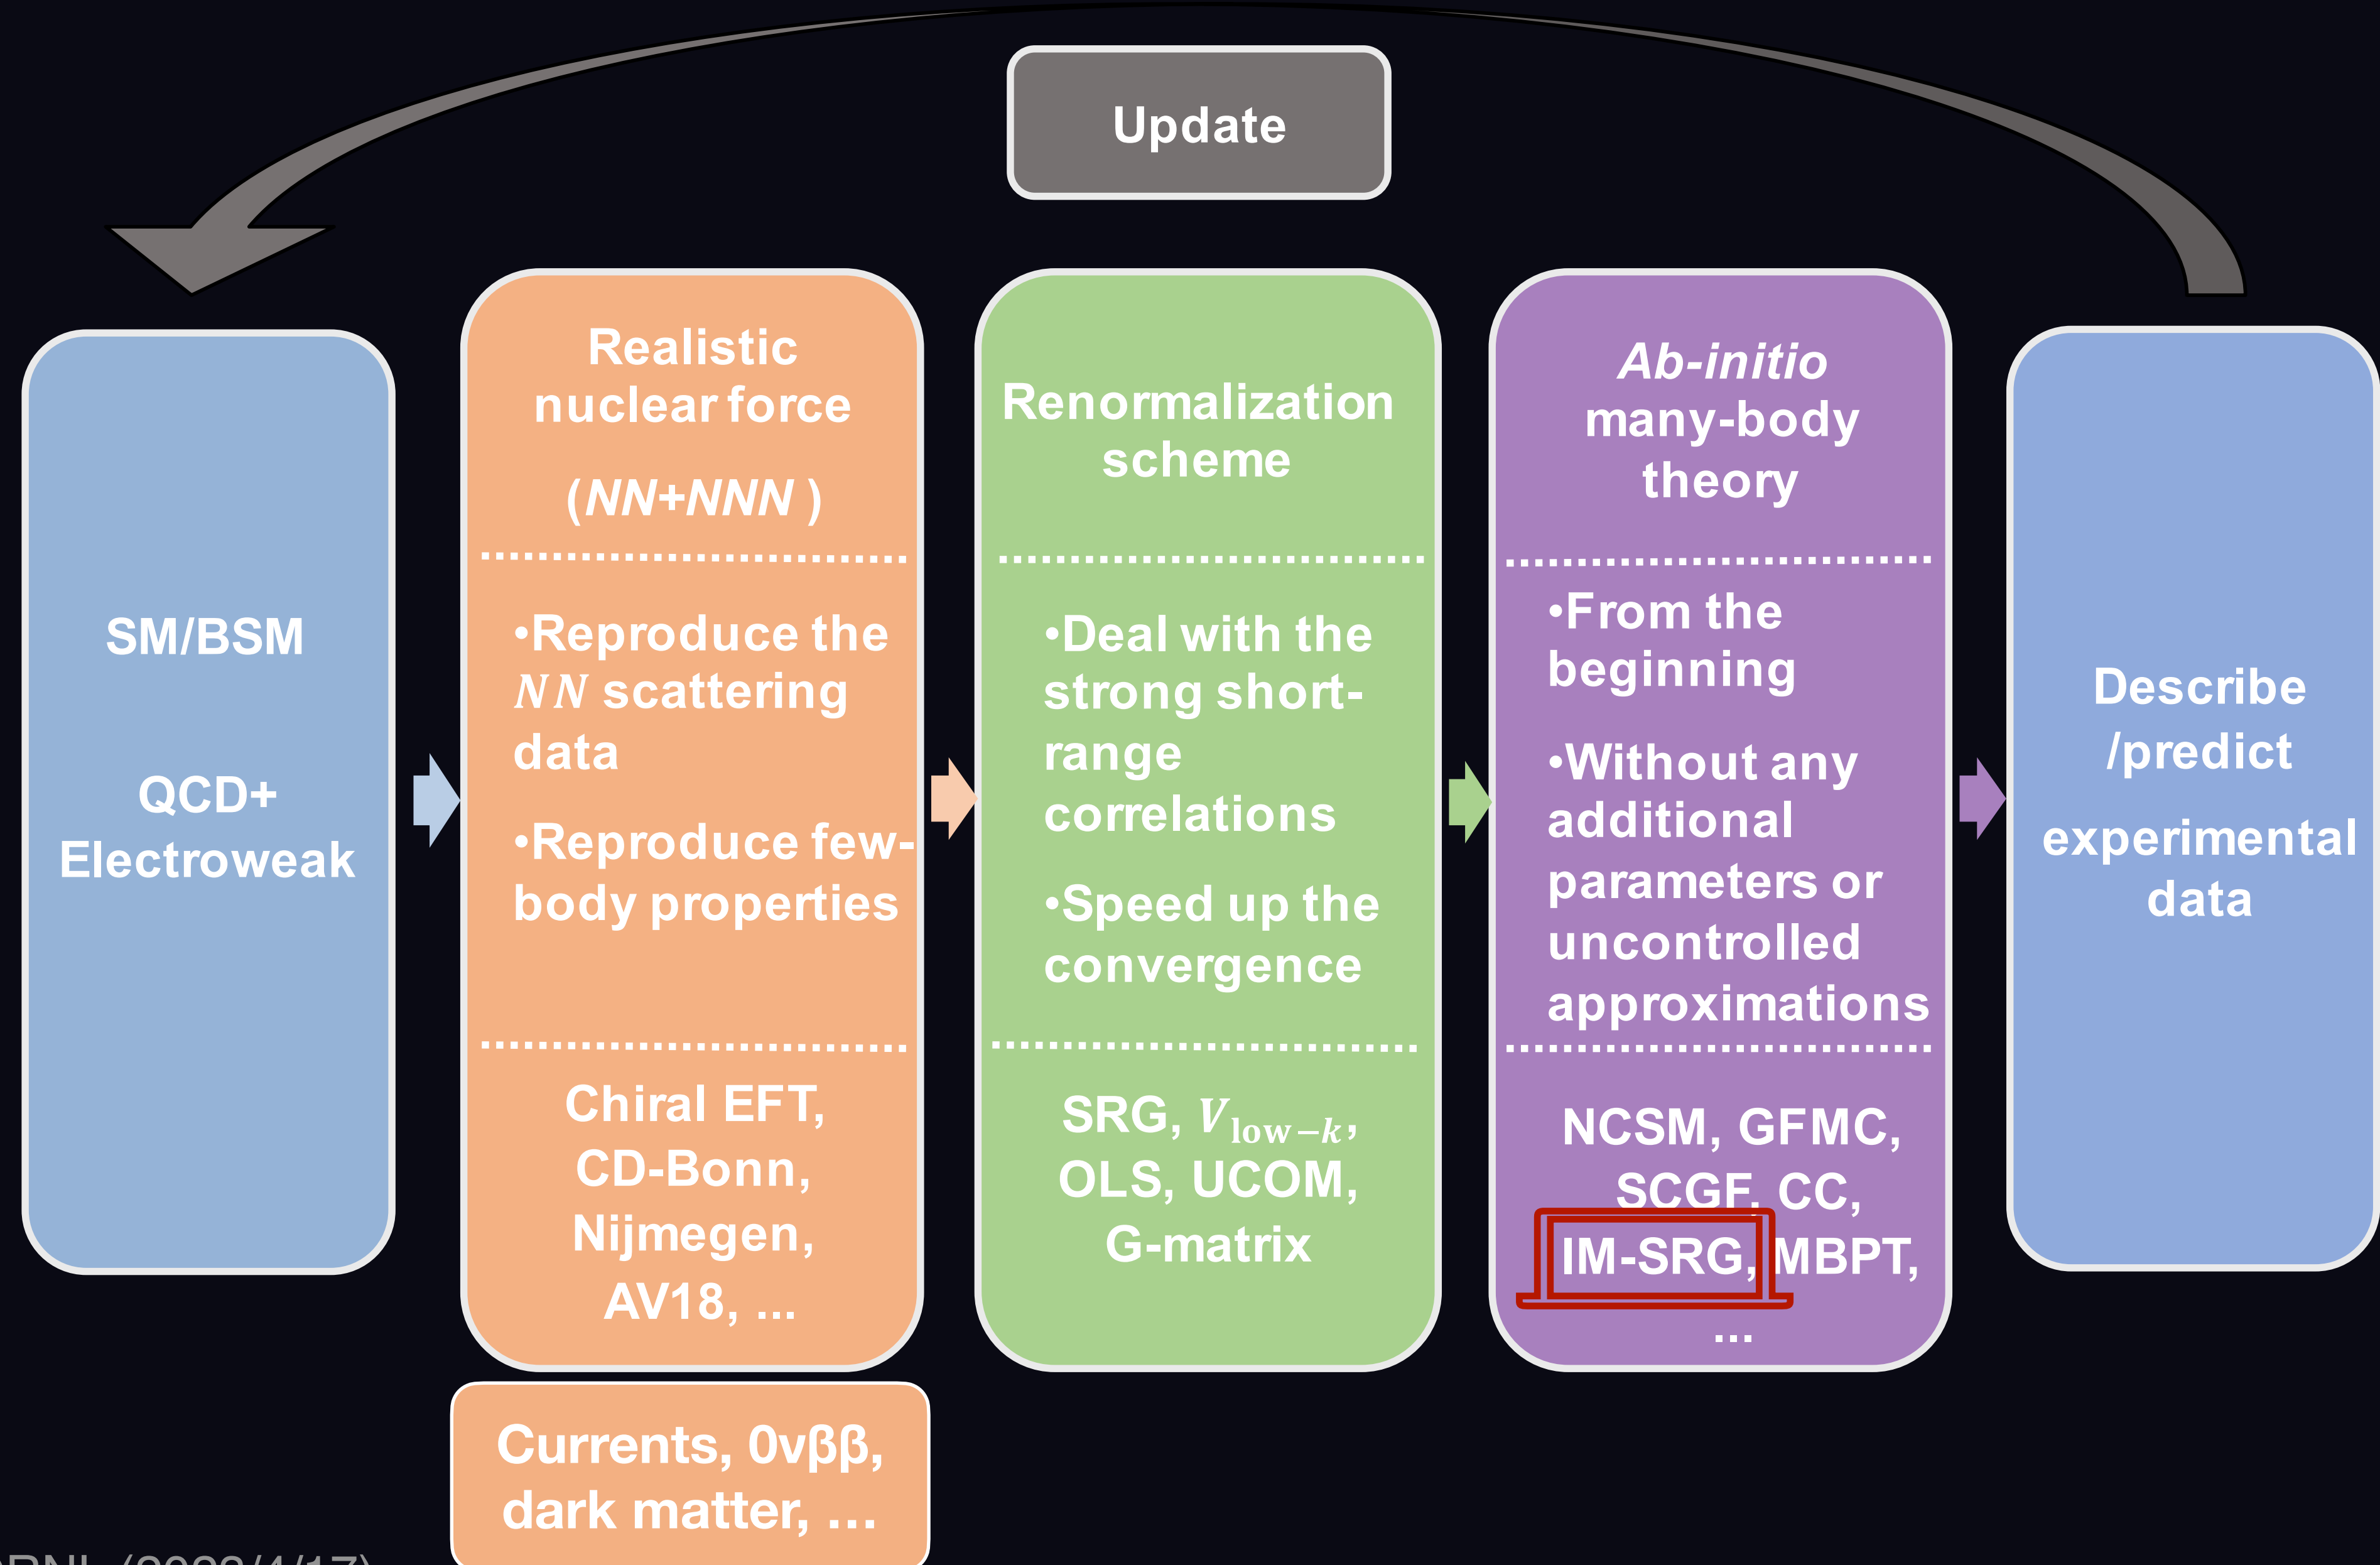 Update
SM/BSM
QCD+
Electroweak
Realistic
nuclear force
(NN+NNN )
•Reproduce the
NN scattering
data
•Reproduce few-
body properties
Chiral EFT,
CD-Bonn,
Nijmegen,
AV18, ...
Currents, 0νββ,
dark matter, ...
Renormalization
scheme
•Deal with the
strong short-
range
correlations
•Speed up the
convergence
SRG, Vlow−k,
OLS, UCOM,
G-matrix
Ab-initio
many-body
theory
•From the
beginning
•Without any
additional
parameters or
uncontrolled
approximations
NCSM, GFMC,
SCGF, CC,
IM-SRG, MBPT,
...
Describe
/predict
experimental
data